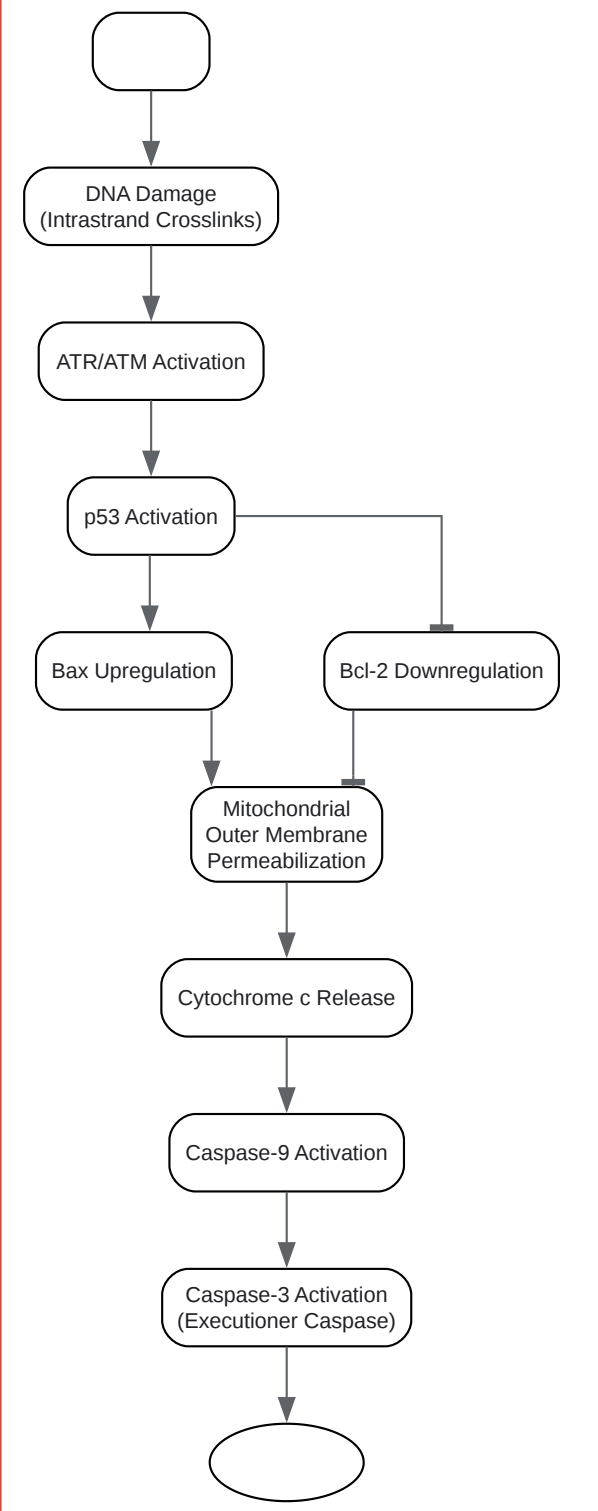 DNA Damage
(Intrastrand Crosslinks)
ATR/ATM Activation
p53 Activation
Bax Upregulation
Bcl-2 Downregulation
Mitochondrial
Outer Membrane
Permeabilization
Cytochrome c Release
Caspase-9 Activation
Caspase-3 Activation
(Executioner Caspase)